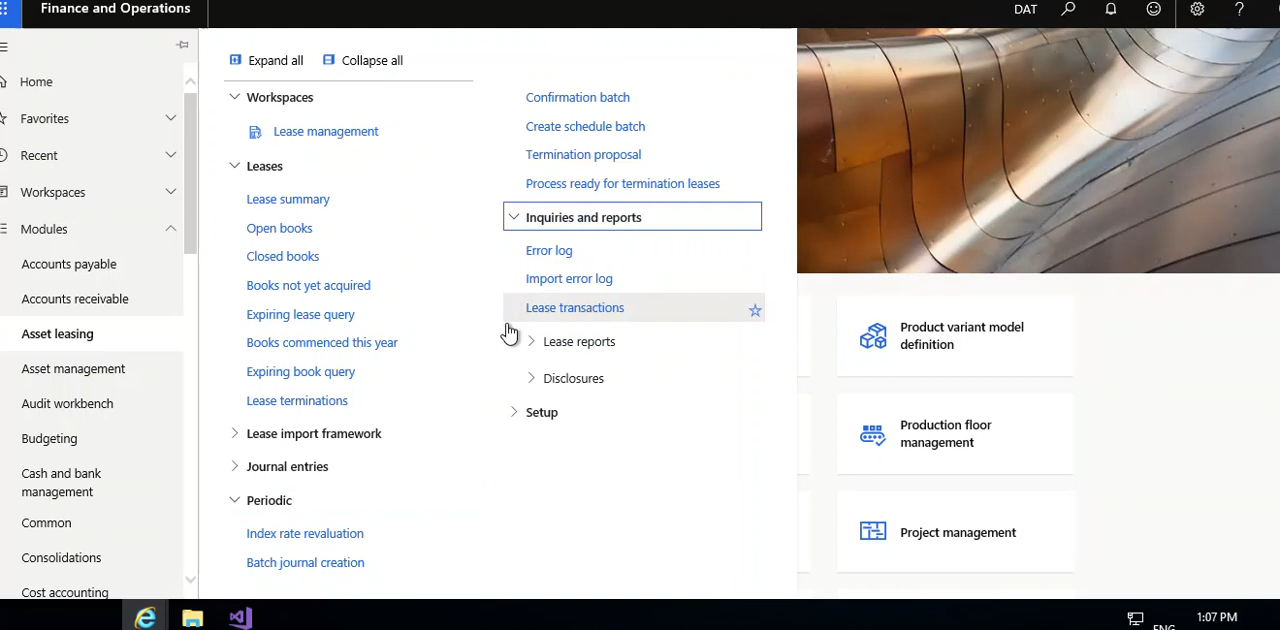 Finance and Operations
DAT
Home
Favorites
Recent
Workspaces
Modules
Accounts payable
Accounts receivable
Asset leasing
Asset management
Audit workbench
Budgeting
Cash and bank
management
Common
Consolidations
Cost accounting
Expand all
Collapse all
Workspaces
Lease management
Leases
Lease summary
Open books
Closed books
Books not yet acquired
Expiring lease query
Books commenced this year
Expiring book query
Lease terminations
Lease import framework
Journal entries
Periodic
Index rate revaluation
Batch journal creation
Confirmation batch
Create schedule batch
Termination proposal
Process ready for termination leases
Inquiries and reports
Error log
Import error log
Lease transactions
Lease reports
Disclosures
Setup
Product variant model
definition
Production floor
management
Project management
ENG
1:07 PM